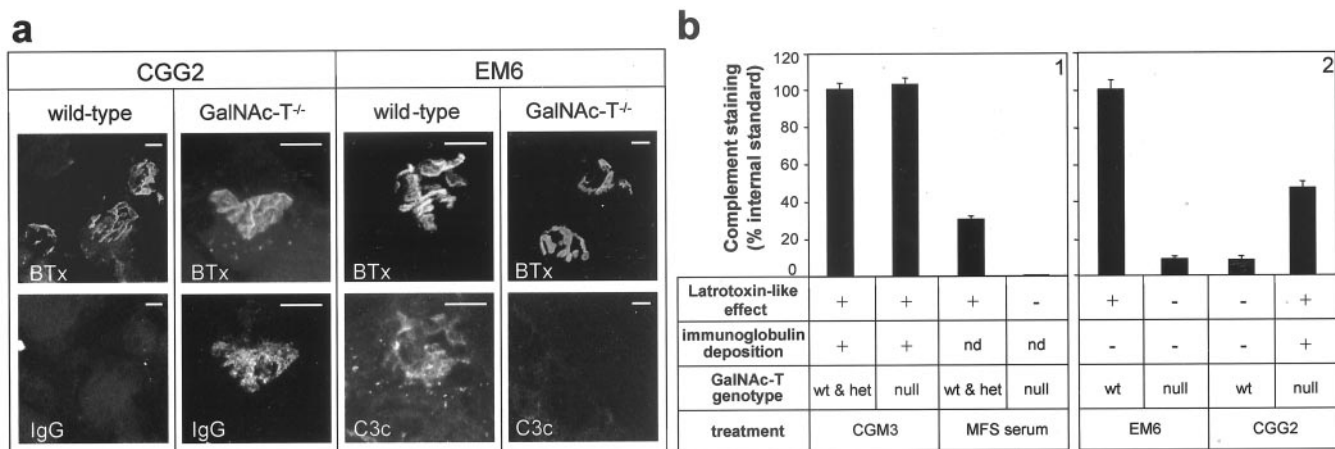 a
CGG2 EM6
wild-type GalNAc-T-/- wild-type GalNAc-T-/-
BTx BTx BTx BTx
IgG IgG C3c C3c
b
Complement staining
(% internal standard)
120
100
80
60
40
20
0
1 2
Latrotoxin-like
effect
+ + + - + - - +
immunoglobulin
deposition
+ + nd nd - - - +
GalNAc-T
genotype
wt & het null wt & het null wt null wt null
treatment CGM3 MFS serum EM6 CGG2